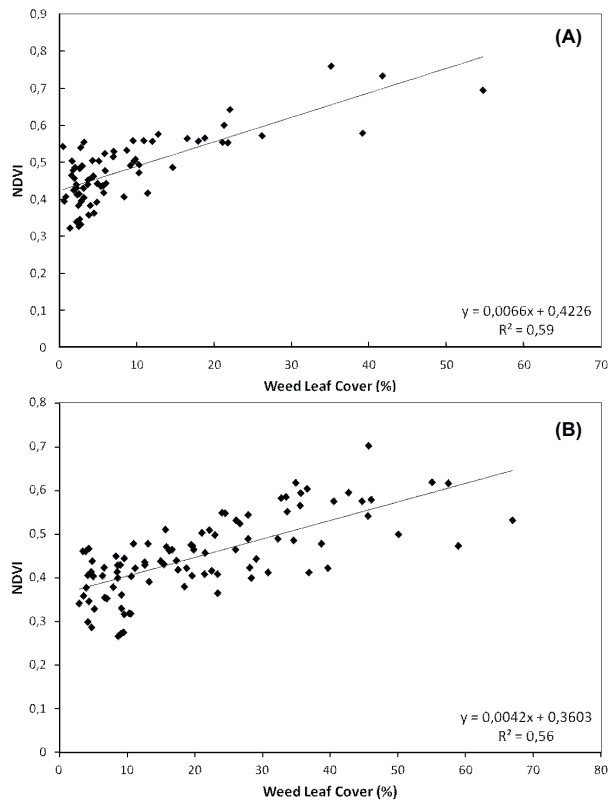 (A)
0,9
0,8
0,7
0,6
0,5
0,4
0,3
0,2
0,1
0
NDVI
y = 0,0066x + 0,4226
R² = 0,59
0 10 20 30 40 50 60 70
Weed Leaf Cover (%)
(B)
0,8
0,7
0,6
0,5
0,4
0,3
0,2
0,1
0
NDVI
y = 0,0042x + 0,3603
R² = 0,56
0 10 20 30 40 50 60 70 80
Weed Leaf Cover (%)